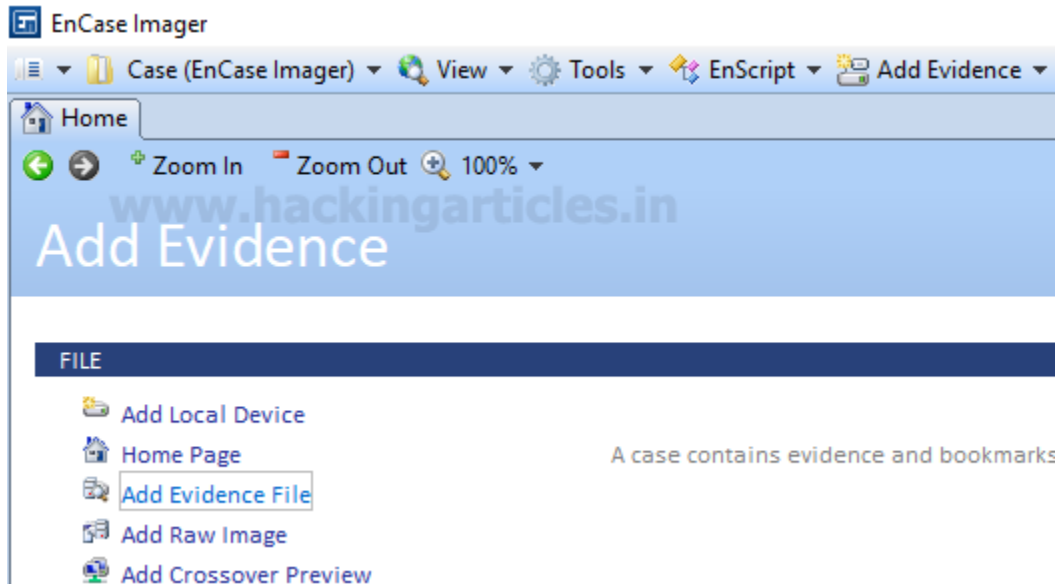 EnCase Imager
Case (EnCase Imager) View Tools EnScript Add Evidence
Home
Zoom In Zoom Out 100%
www.hackingarticles.in
Add Evidence
FILE
Add Local Device
Home Page A case contains evidence and bookmarks
Add Evidence File
Add Raw Image
Add Crossover Preview